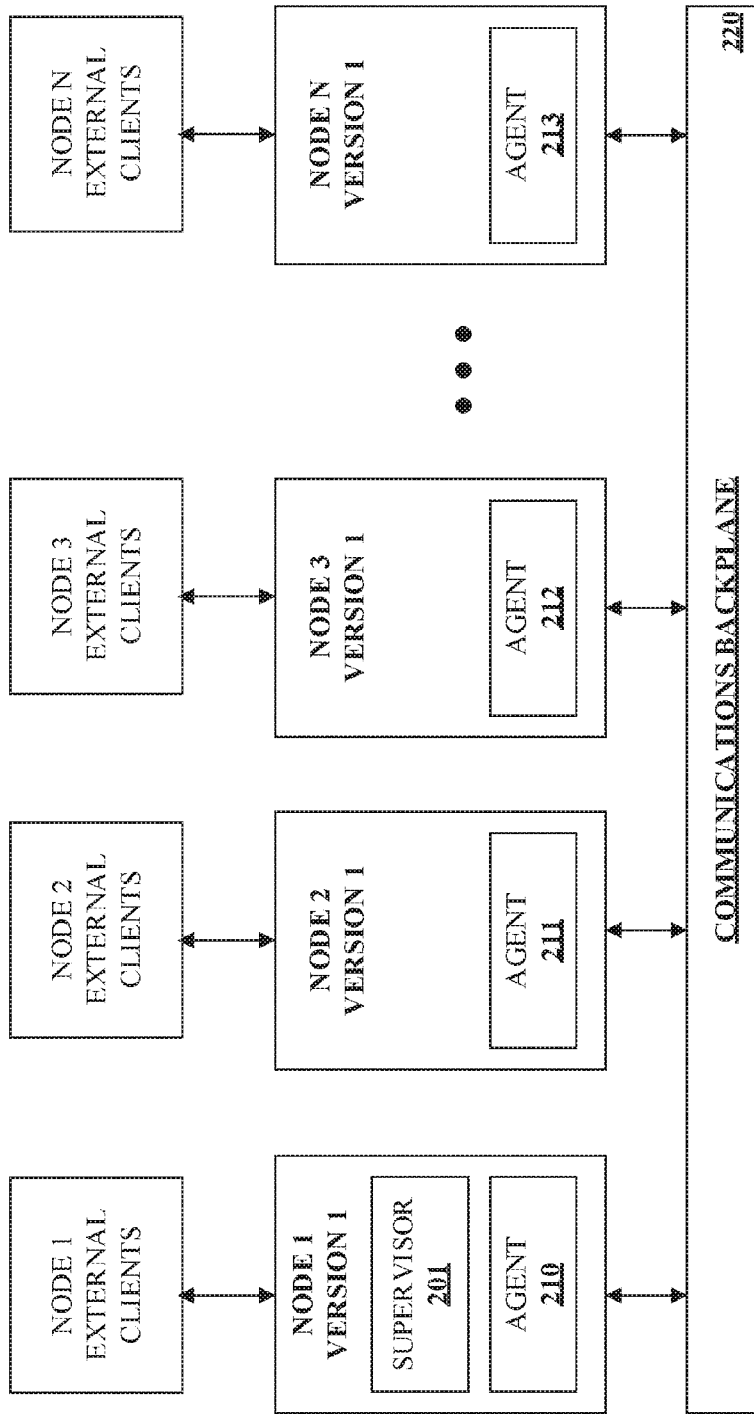 NODE 1
EXTERNAL
CLIENTS
NODE 2
EXTERNAL
CLIENTS
NODE 3
EXTERNAL
CLIENTS
NODE N
EXTERNAL
CLIENTS
NODE 1
VERSION 1
SUPERVISOR
201
AGENT
210
NODE 2
VERSION 1
AGENT
211
NODE 3
VERSION 1
AGENT
212
NODE N
VERSION 1
AGENT
213
COMMUNICATIONS BACKPLANE
220